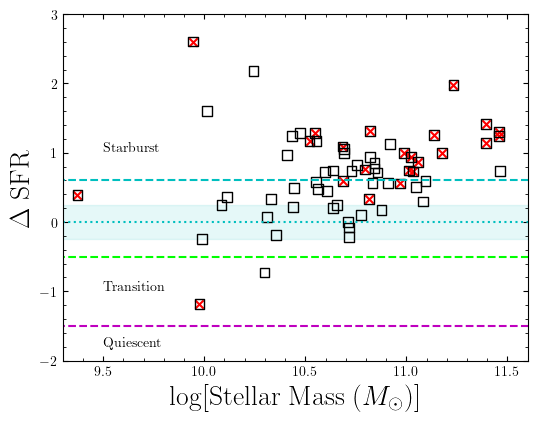 3
2
1
0
−1
−2
Δ SFR
Starburst
Transition
Quiescent
9.5 10.0 10.5 11.0 11.5
log[Stellar Mass (M⊙)]